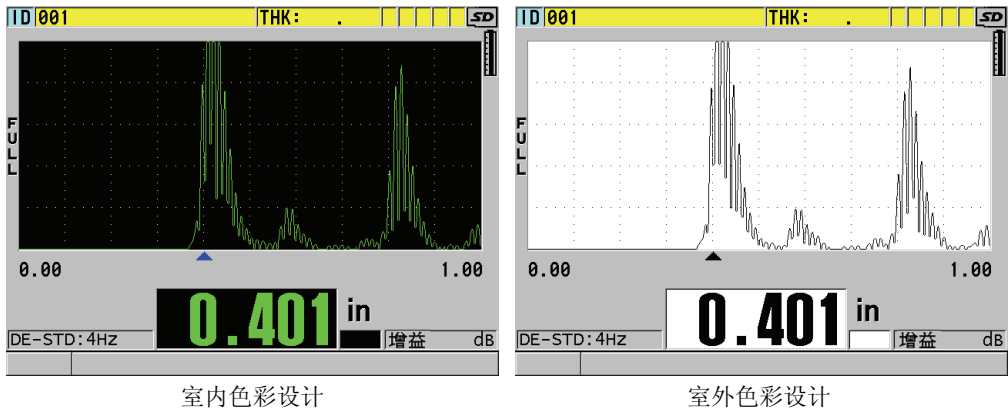 ID 001 THK: . SD
FULL
0.00 1.00
0.401 in
DE-STD:4Hz 增益 dB
室内色彩设计
ID 001 THK: . SD
FULL
0.00 1.00
0.401 in
DE-STD:4Hz 增益 dB
室外色彩设计